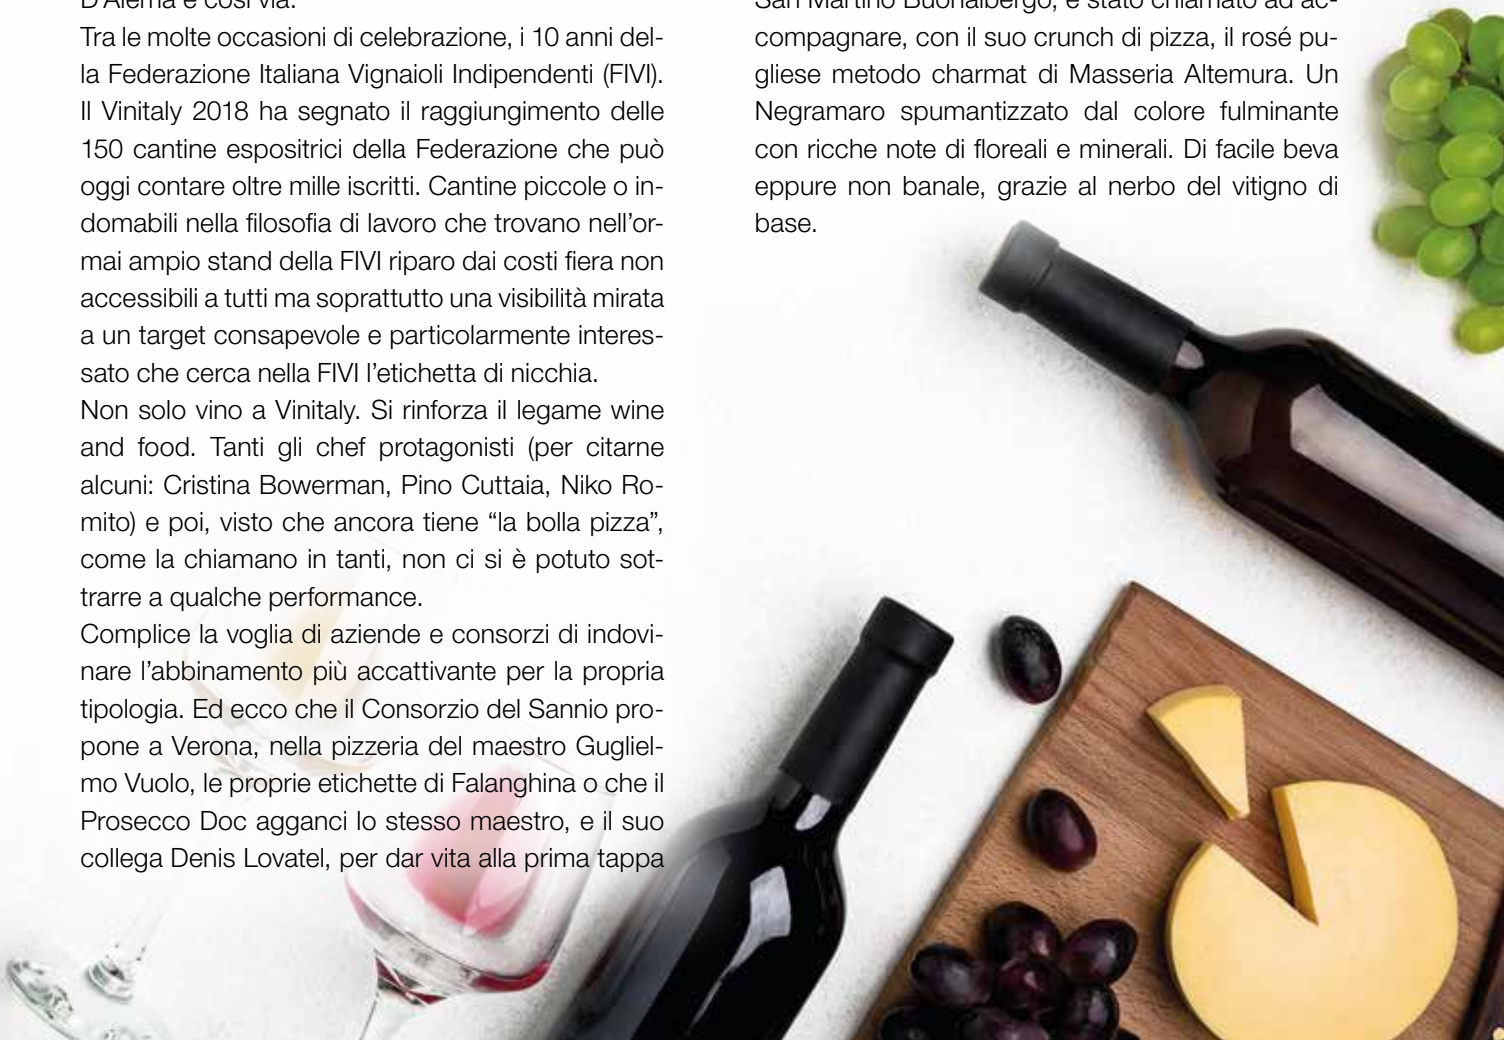 D'Alema e così via.
Tra le molte occasioni di celebrazione, i 10 anni del-
la Federazione Italiana Vignaioli Indipendenti (FIVI).
Il Vinitaly 2018 ha segnato il raggiungimento delle
150 cantine espositrici della Federazione che può
oggi contare oltre mille iscritti. Cantine piccole o in-
domabili nella filosofia di lavoro che trovano nell'or-
mai ampio stand della FIVI riparo dai costi fiera non
accessibili a tutti ma soprattutto una visibilità mirata
a un target consapevole e particolarmente interes-
sato che cerca nella FIVI l'etichetta di nicchia.
Non solo vino a Vinitaly. Si rinforza il legame wine
and food. Tanti gli chef protagonisti (per citarne
alcuni: Cristina Bowerman, Pino Cuttaia, Niko Ro-
mito) e poi, visto che ancora tiene “la bolla pizza”,
come la chiamano in tanti, non ci si è potuto sot-
trarre a qualche performance.
Complice la voglia di aziende e consorzi di indovi-
nare l'abbinamento più accattivante per la propria
tipologia. Ed ecco che il Consorzio del Sannio pro-
pone a Verona, nella pizzeria del maestro Gugliel-
mo Vuolo, le proprie etichette di Falanghina o che il
Prosecco Doc agganci lo stesso maestro, e il suo
collega Denis Lovatel, per dar vita alla prima tappa
San Martino Buonalbergo, è stato chiamato ad ac-
compagnare, con il suo crunch di pizza, il rosé pu-
gliese metodo charmat di Masseria Altemura. Un
Negramaro spumantizzato dal colore fulminante
con ricche note di floreali e minerali. Di facile beva
eppure non banale, grazie al nerbo del vitigno di
base.